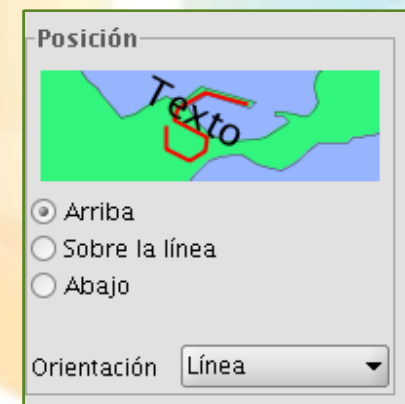 Posición
Texto
Arriba
Sobre la línea
Abajo
Orientación Línea